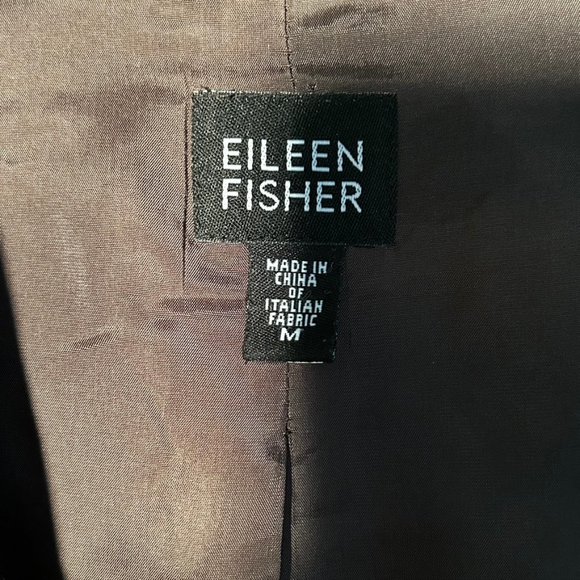 EILEEN
FISHER
MADE IN
CHINA
OF
ITALIAN
FABRIC
M